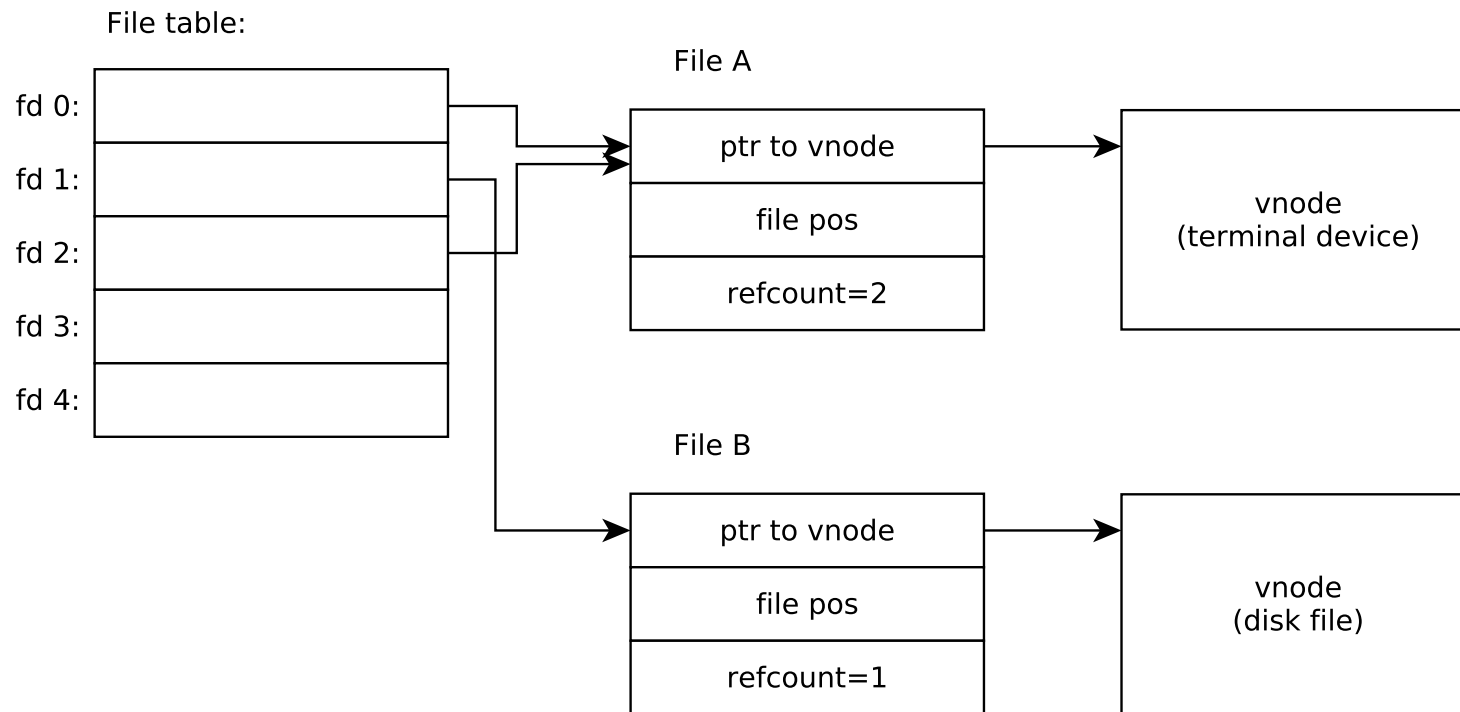 File table:
fd 0:
fd 1:
fd 2:
fd 3:
fd 4:
File A
ptr to vnode
file pos
refcount=2
vnode
(terminal device)
File B
ptr to vnode
file pos
refcount=1
vnode
(disk file)